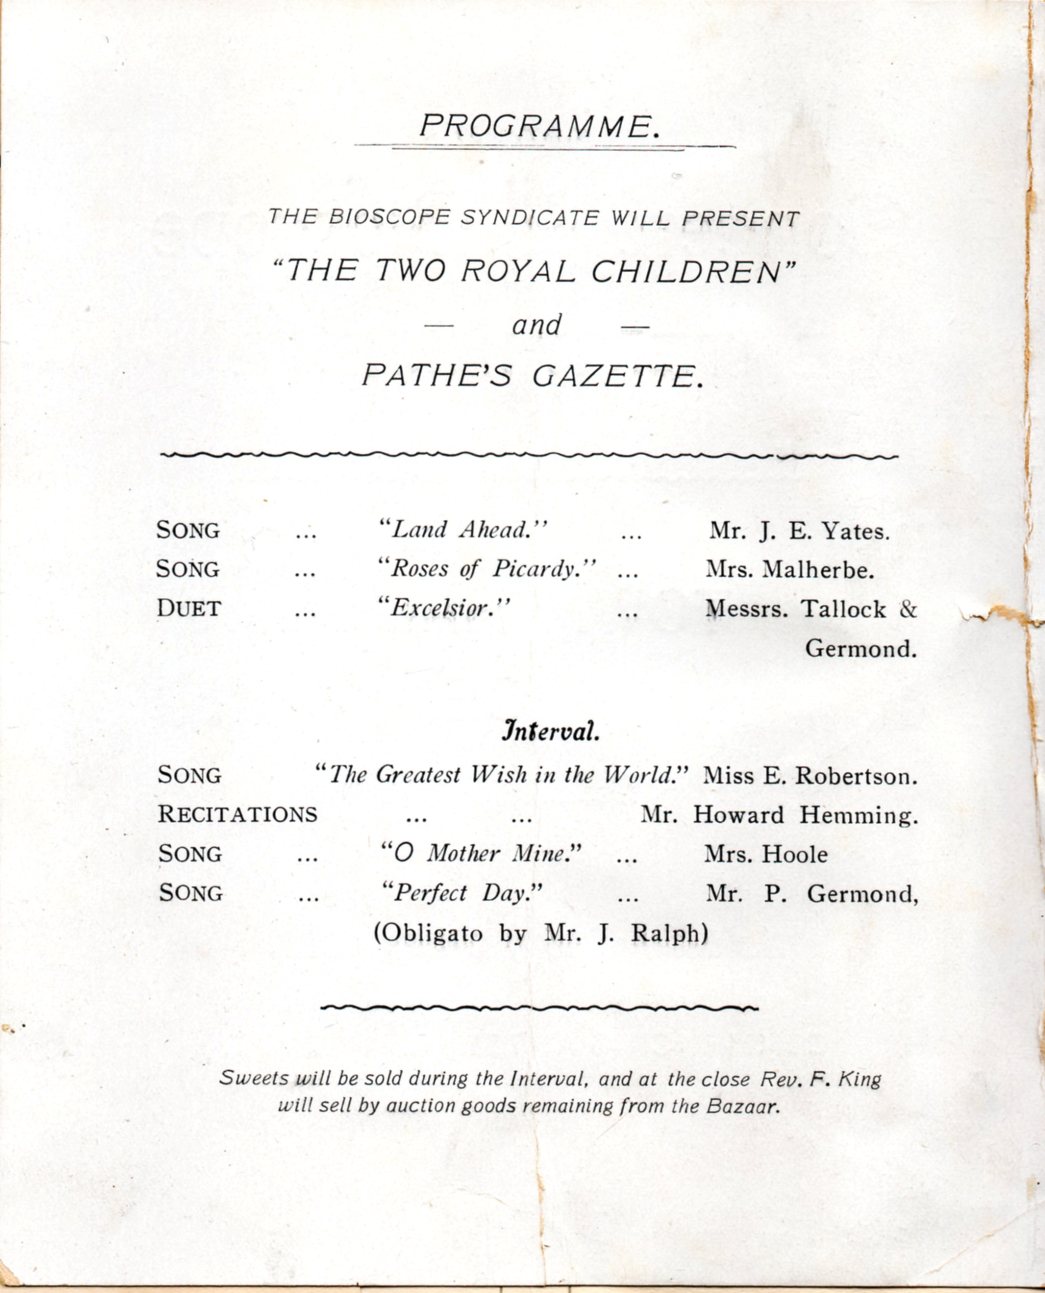 PROGRAMME.
THE BIOSCOPE SYNDICATE WILL PRESENT
"THE TWO ROYAL CHILDREN"
— and —
PATHE'S GAZETTE.
SONG ... "Land Ahead." ... Mr. J. E. Yates.
SONG ... "Roses of Picardy." ... Mrs. Malherbe.
DUET ... "Excelsior." ... Messrs. Tallock &
Germond.
Interval.
SONG "The Greatest Wish in the World." Miss E. Robertson.
RECITATIONS ... ... Mr. Howard Hemming.
SONG ... "O Mother Mine." ... Mrs. Hoole
SONG ... "Perfect Day." ... Mr. P. Germond,
(Obligato by Mr. J. Ralph)
Sweets will be sold during the Interval, and at the close Rev. F. King
will sell by auction goods remaining from the Bazaar.